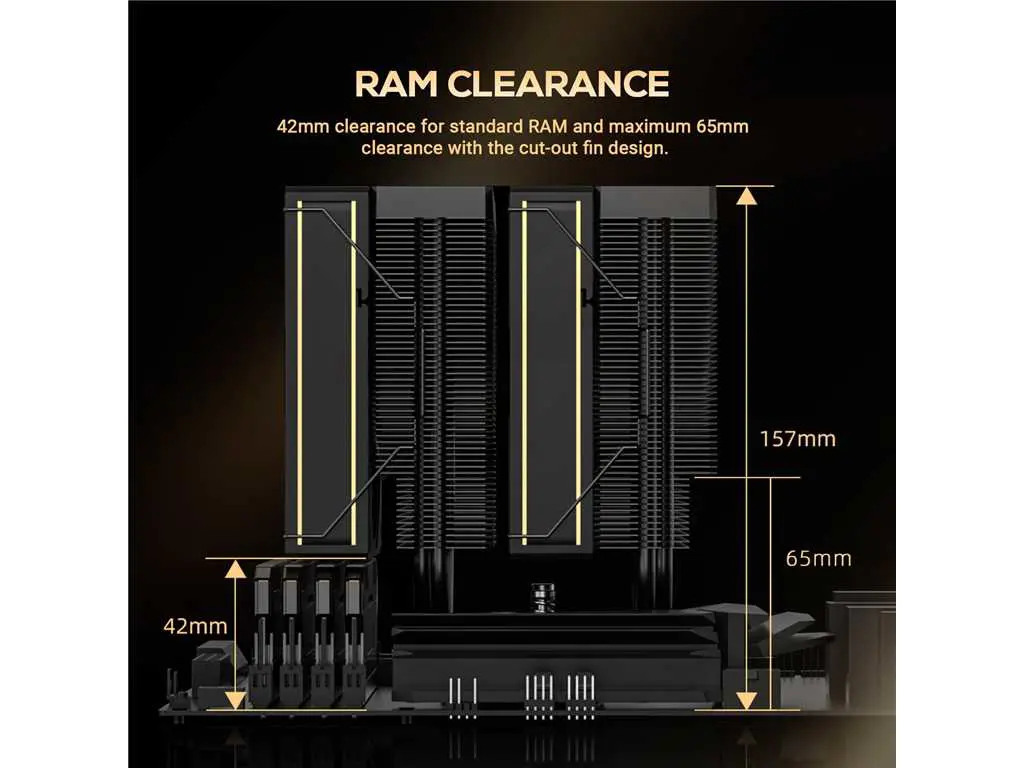 RAM CLEARANCE
42mm clearance for standard RAM and maximum 65mm
clearance with the cut-out fin design.
157mm
65mm
42mm